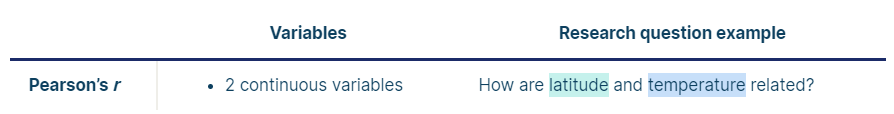 Variables Research question example
Pearson's r • 2 continuous variables How are latitude and temperature related?